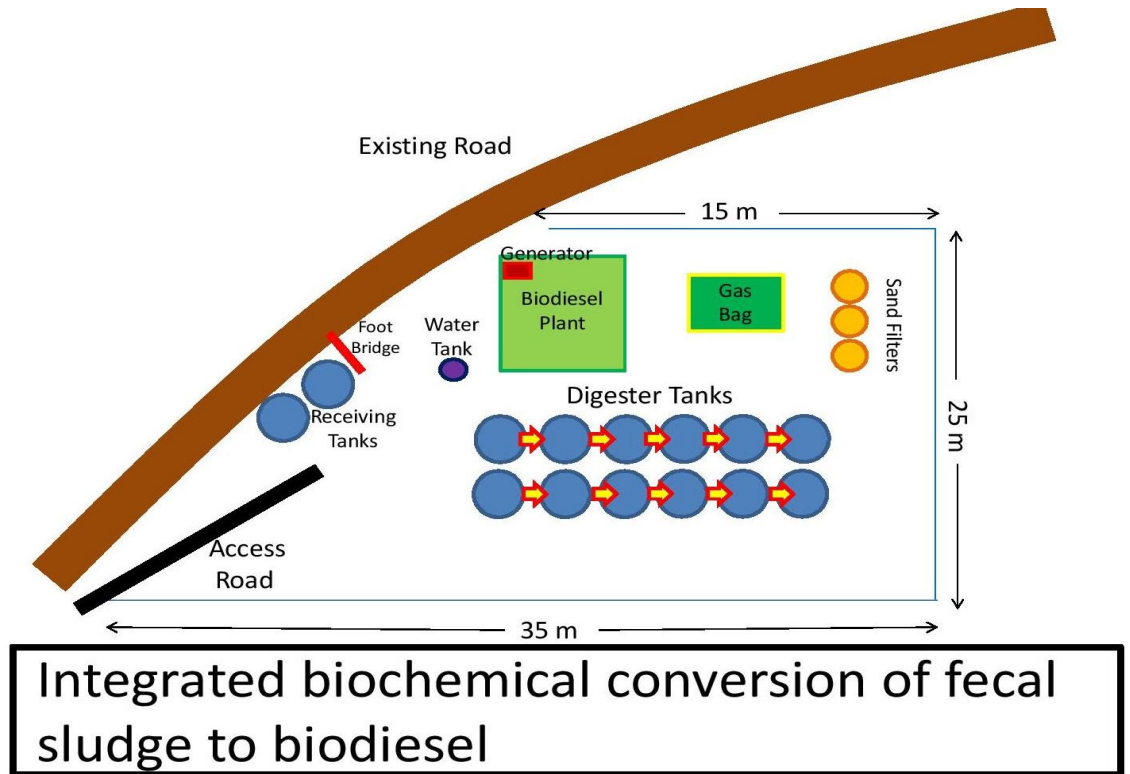 Existing Road
15 m
Generator
Biodiesel
Plant
Gas
Bag
Sand Filters
Foot
Bridge
Water
Tank
Receiving
Tanks
Digester Tanks
25 m
Access
Road
35 m
Integrated biochemical conversion of fecal
sludge to biodiesel